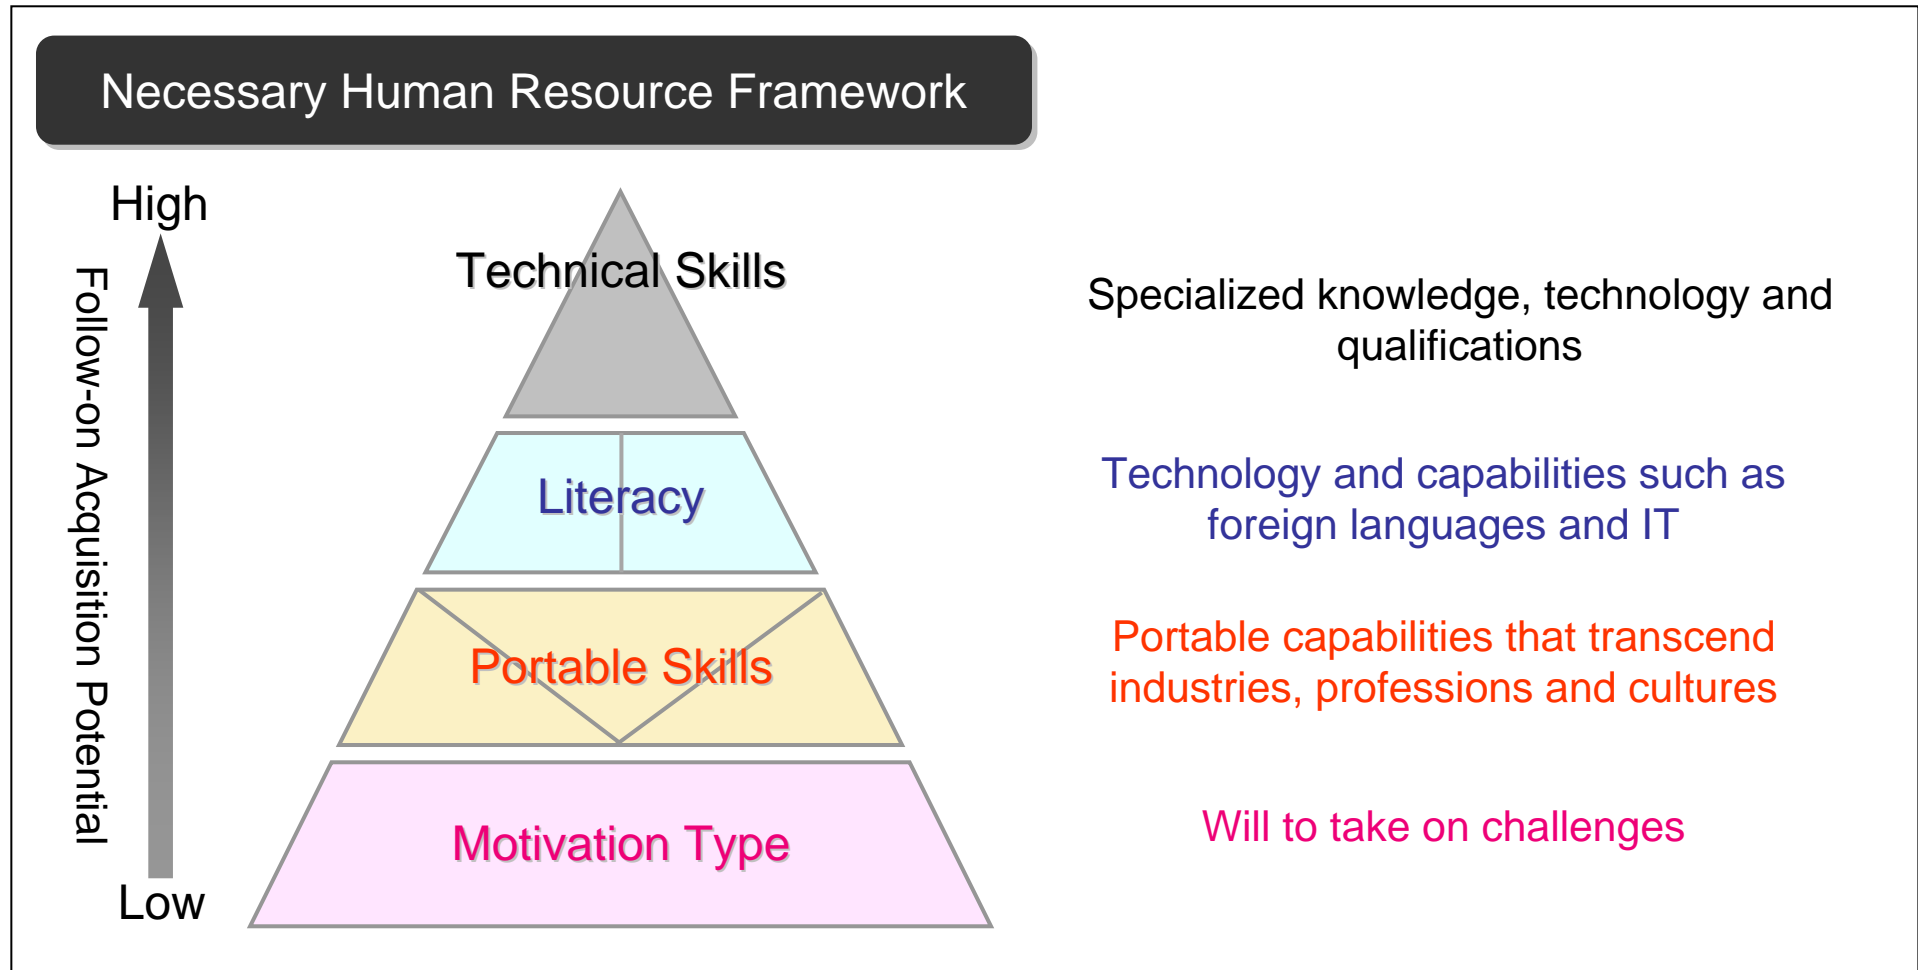 Necessary Human Resource Framework
High
Follow-on Acquisition Potential
Low
Technical Skills
Specialized knowledge, technology and
qualifications
Literacy
Technology and capabilities such as
foreign languages and IT
Portable Skills
Portable capabilities that transcend
industries, professions and cultures
Motivation Type
Will to take on challenges